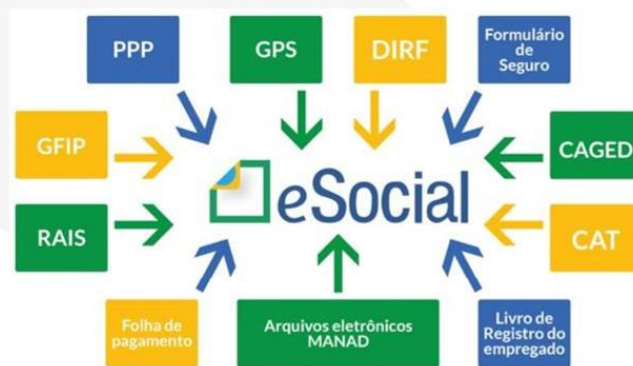 PPP
GPS
DIRF
Formulário
de
Seguro
GFIP
CAGED
eSocial
RAIS
CAT
Folha de
pagamento
Arquivos eletrônicos
MANAD
Livro de
Registro do
empregado